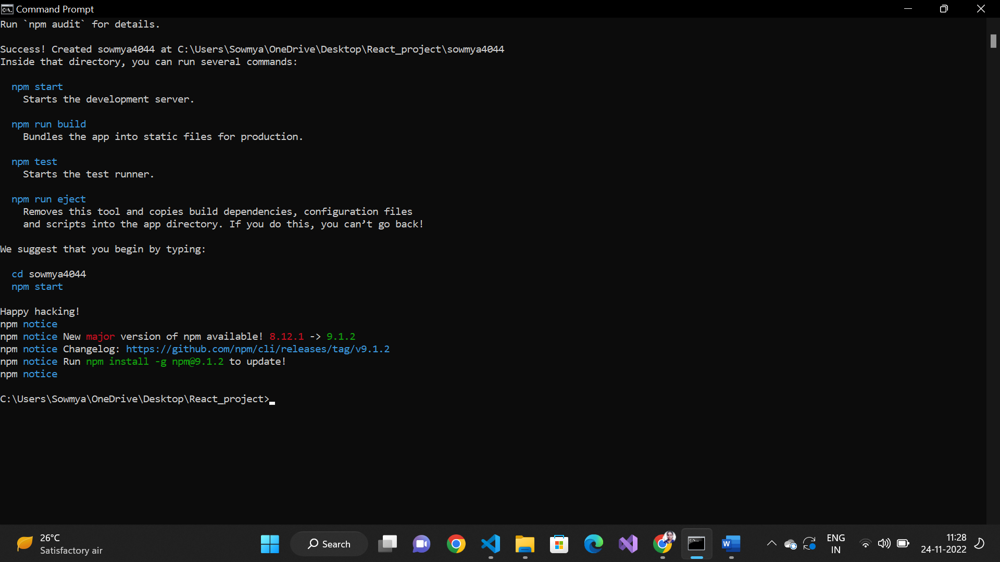 Command Prompt
Run `npm audit` for details.
Success! Created sowmya4044 at C:\Users\Sowmya\OneDrive\Desktop\React_project\sowmya4044
Inside that directory, you can run several commands:
npm start
Starts the development server.
npm run build
Bundles the app into static files for production.
npm test
Starts the test runner.
npm run eject
Removes this tool and copies build dependencies, configuration files
and scripts into the app directory. If you do this, you can’t go back!
We suggest that you begin by typing:
cd sowmya4044
npm start
Happy hacking!
npm notice
npm notice New major version of npm available! 8.12.1 -> 9.1.2
npm notice Changelog: https://github.com/npm/cli/releases/tag/v9.1.2
npm notice Run npm install -g npm@9.1.2 to update!
npm notice
C:\Users\Sowmya\OneDrive\Desktop\React_project>
26°C
Satisfactory air
Search
ENG
IN
11:28
24-11-2022